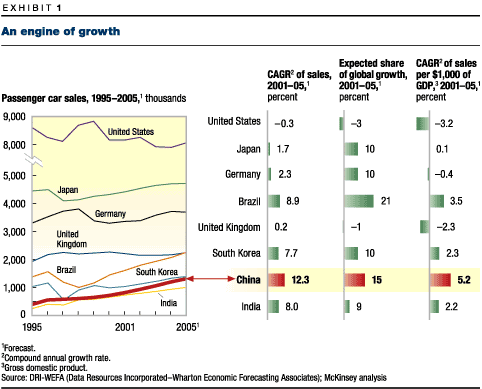 EXHIBIT 1
An engine of growth
Passenger car sales, 1995–2005,¹ thousands
9,000
8,000
5,000
4,000
3,000
2,000
1,000
0
1995
2001
2005¹
United States
Japan
Germany
United
Kingdom
Brazil
South Korea
India
CAGR² of sales,
2001–05,¹
percent
Expected share
of global growth,
2001–05,¹
percent
CAGR² of sales
per $1,000 of
GDP,³ 2001–05,¹
percent
United States –0.3 –3 –3.2
Japan 1.7 10 0.1
Germany 2.3 10 –0.4
Brazil 8.9 21 3.5
United Kingdom 0.2 –1 –2.3
South Korea 7.7 10 2.3
China 12.3 15 5.2
India 8.0 9 2.2
¹Forecast.
²Compound annual growth rate.
³Gross domestic product.
Source: DRI-WEFA (Data Resources Incorporated–Wharton Economic Forecasting Associates); McKinsey analysis